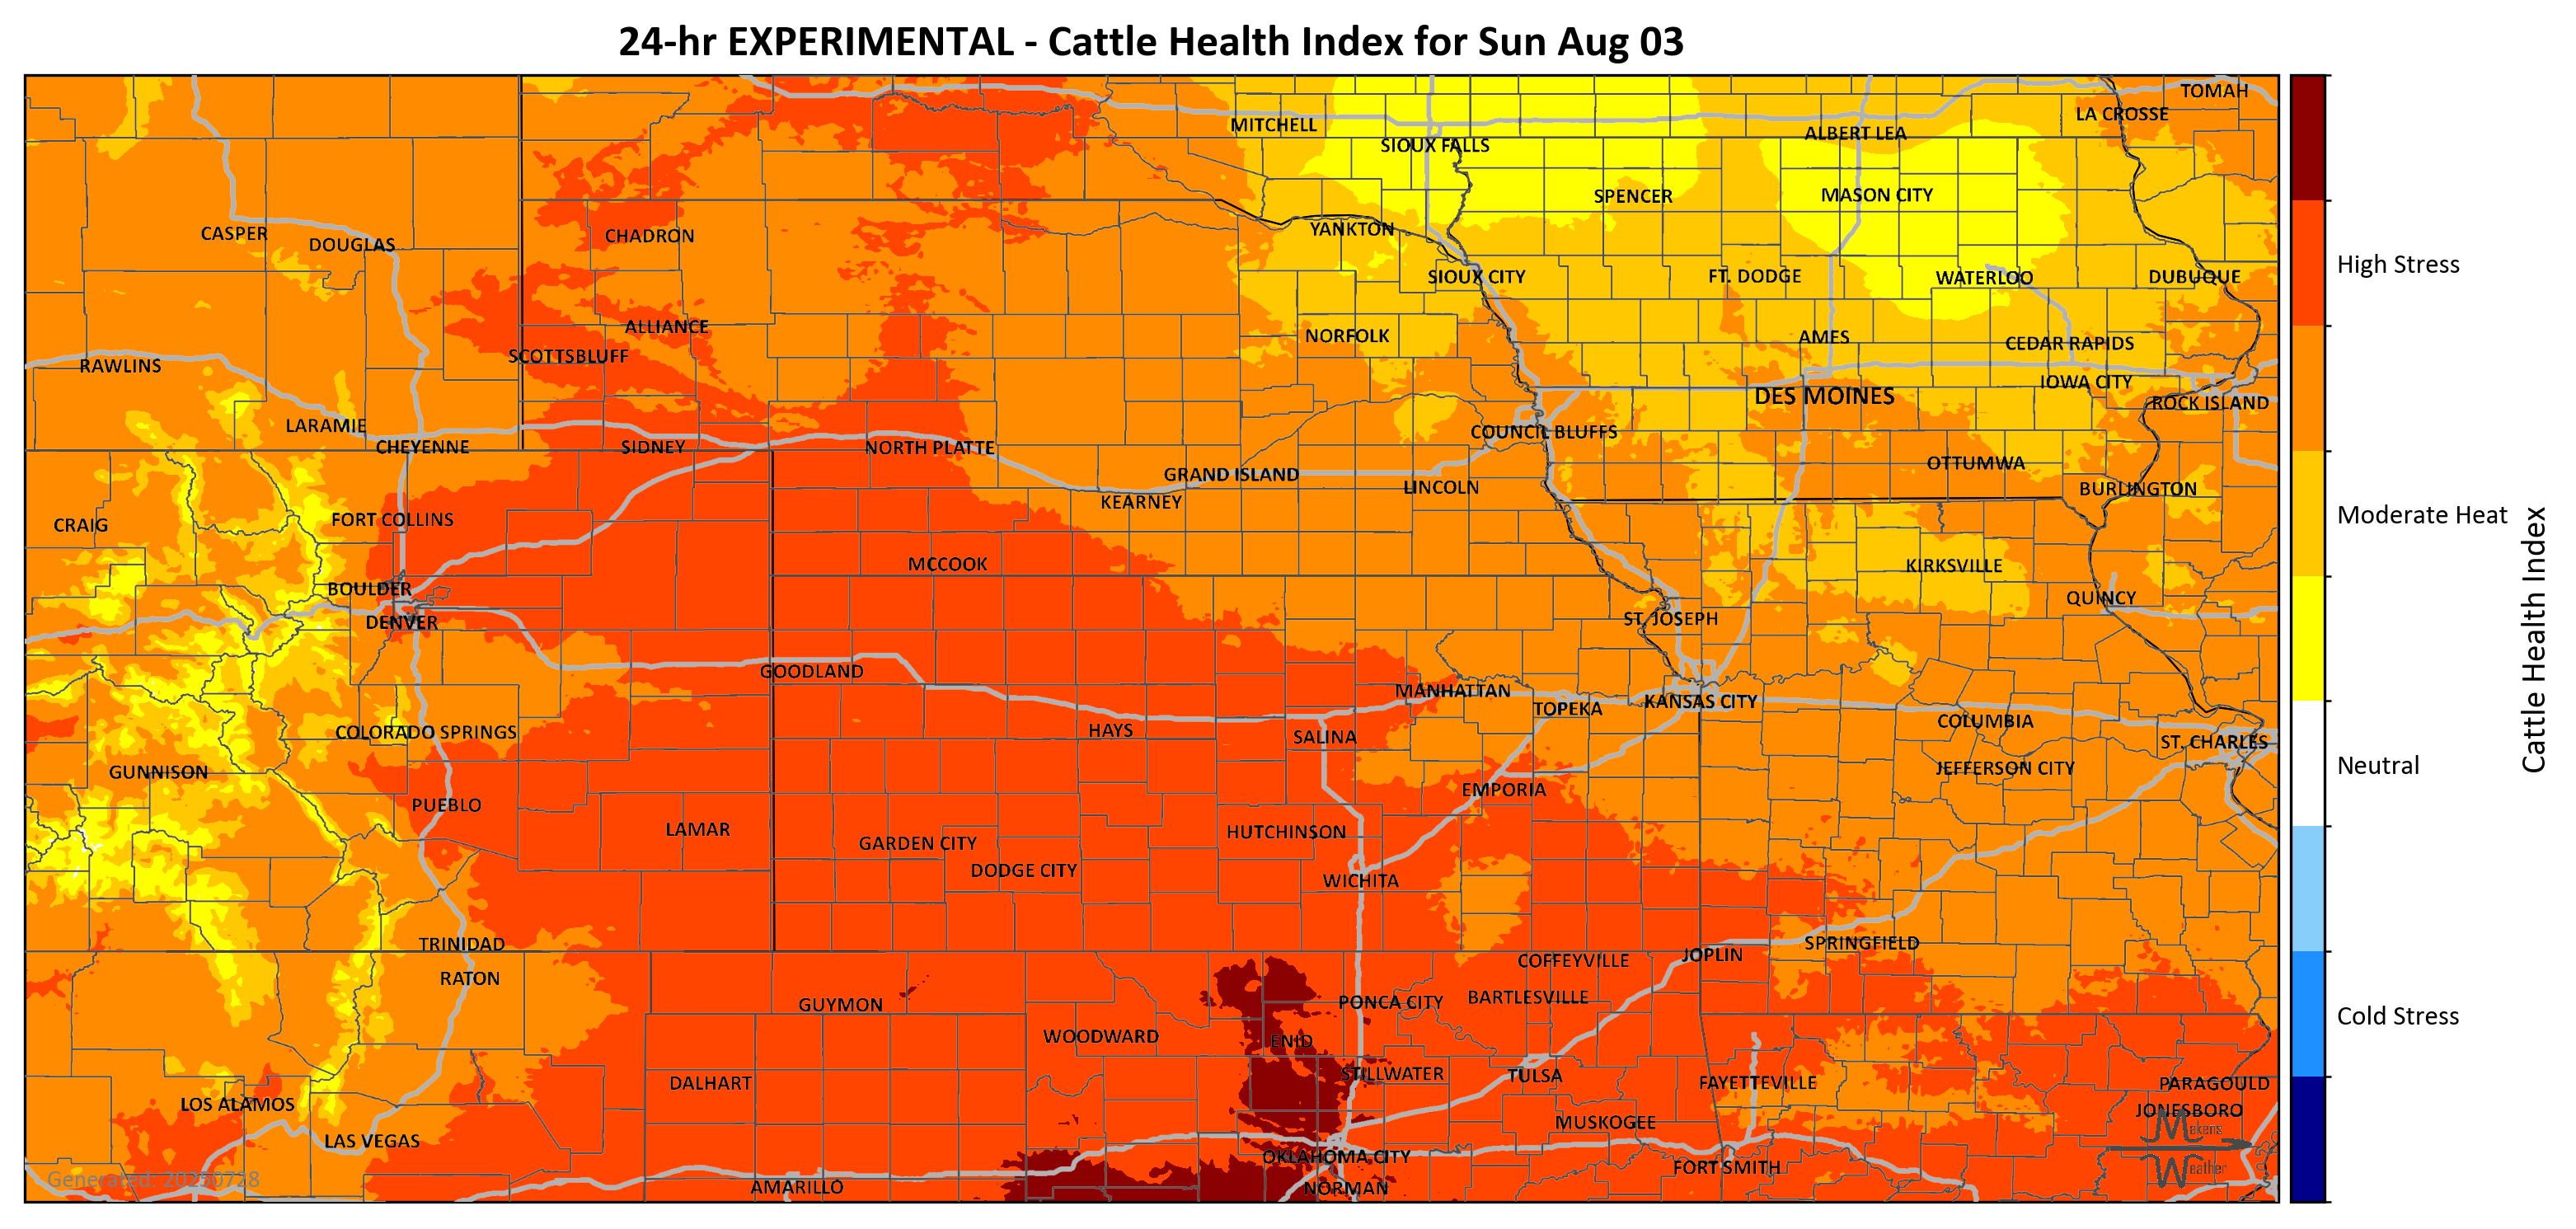 24-hr EXPERIMENTAL - Cattle Health Index for Sun Aug 03
TOMAH
LA CROSSE
MITCHELL
ALBERT LEA
SIOUX FALLS
SPENCER
MASON CITY
CASPER
DOUGLAS
CHADRON
YANKTON
SIOUX CITY
FT. DODGE
WATERLOO
DUBUQUE
ALLIANCE
NORFOLK
AMES
CEDAR RAPIDS
SCOTTSBLUFF
RAWLINS
IOWA CITY
DES MOINES
ROCK ISLAND
LARAMIE
COUNCIL BLUFFS
CHEYENNE
SIDNEY
NORTH PLATTE
OTTUMWA
GRAND ISLAND
LINCOLN
BURLINGTON
KEARNEY
CRAIG
FORT COLLINS
MCCOOK
KIRKSVILLE
BOULDER
QUINCY
DENVER
ST. JOSEPH
GOODLAND
MANHATTAN
KANSAS CITY
TOPEKA
COLUMBIA
COLORADO SPRINGS
HAYS
SALINA
ST. CHARLES
GUNNISON
JEFFERSON CITY
EMPORIA
PUEBLO
LAMAR
HUTCHINSON
GARDEN CITY
DODGE CITY
WICHITA
TRINIDAD
SPRINGFIELD
JOPLIN
COFFEYVILLE
RATON
BARTLESVILLE
PONCA CITY
GUYMON
WOODWARD
ENID
STILLWATER
TULSA
DALHART
FAYETTEVILLE
PARAGOULD
LOS ALAMOS
JONESBORO
MUSKOGEE
LAS VEGAS
OKLAHOMA CITY
FORT SMITH
AMARILLO
NORMAN
Makens
Weather
Generated: 20250728
High Stress
Moderate Heat
Neutral
Cold Stress
Cattle Health Index